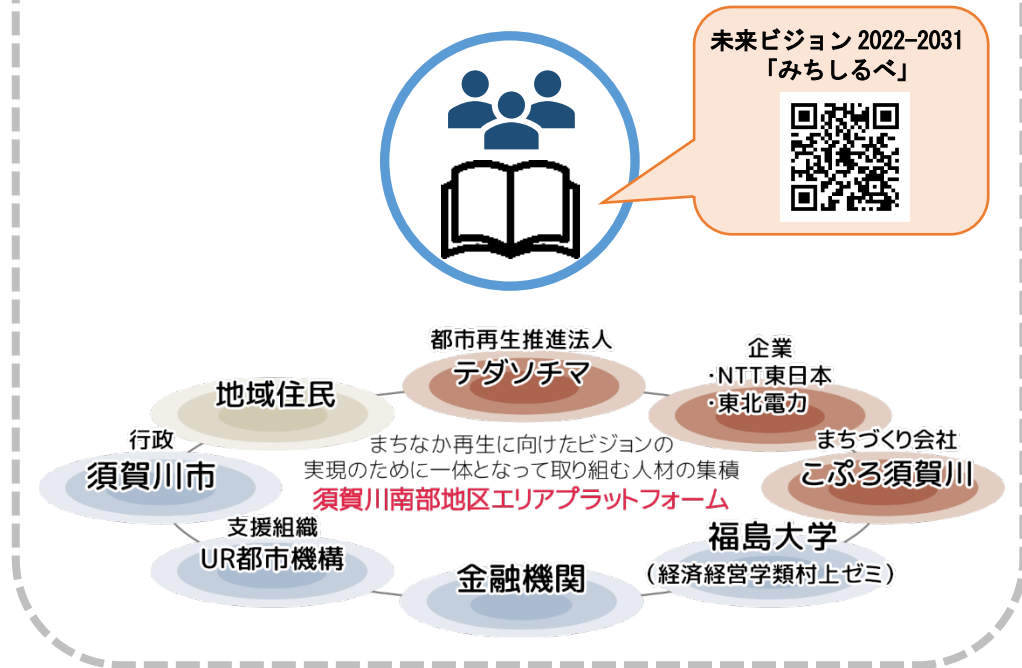 未来ビジョン 2022-2031
「みちしるべ」
都市再生推進法人
テダソチマ
企業
・NTT東日本
・東北電力
地域住民
行政
須賀川市
まちなか再生に向けたビジョンの
実現のために一体となって取り組む人材の集積
須賀川南部地区エリアプラットフォーム
まちづくり会社
こぷろ須賀川
支援組織
UR都市機構
金融機関
福島大学
（経済経営学類村上ゼミ）